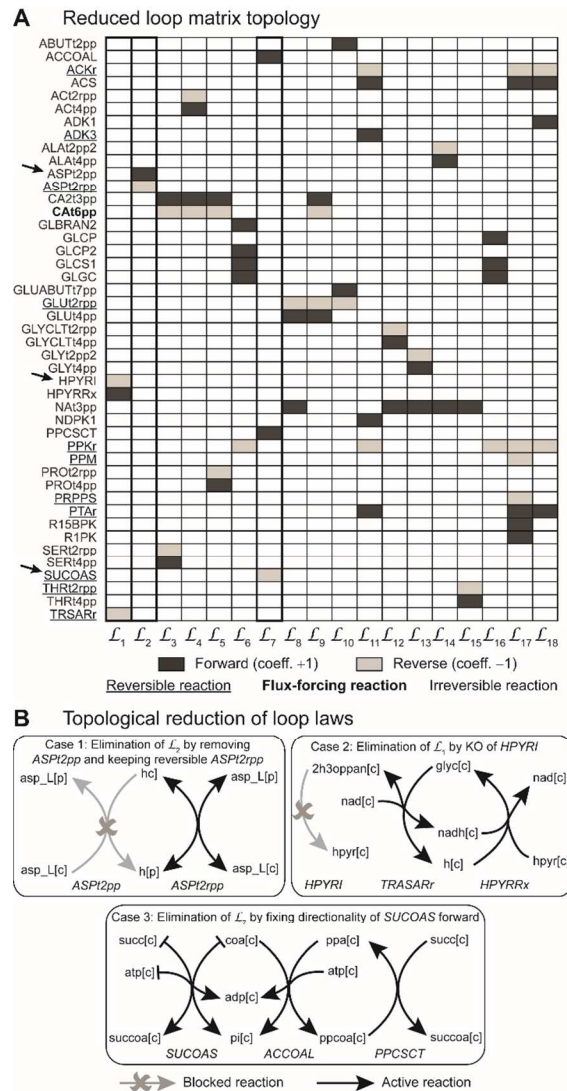 A Reduced loop matrix topology
ABUTt2pp
ACCOAL
ACKr
ACS
ACt2rpp
ACt4pp
ADK1
ADK3
ALAt2pp2
ALAt4pp
ASPt2pp
ASPt2rpp
CA2t3pp
CAt6pp
GLBRAN2
GLCP
GLCP2
GLCS1
GLGC
GLUABUTt7pp
GLUt2rpp
GLUt4pp
GLYCLTt2rpp
GLYCLTt4pp
GLYt2pp2
GLYt4pp
HPYRI
HPYRRx
NAt3pp
NDPK1
PPCSCT
PPKr
PPM
PROt2rpp
PROt4pp
PRPPS
PTAr
R15BPK
R1PK
SERt2rpp
SERt4pp
SUCOAS
THRt2rpp
THRt4pp
TRSARr
ℒ1 ℒ2 ℒ3 ℒ4 ℒ5 ℒ6 ℒ7 ℒ8 ℒ9 ℒ10 ℒ11 ℒ12 ℒ13 ℒ14 ℒ15 ℒ16 ℒ17 ℒ18
Forward (coeff. +1) Reverse (coeff. −1)
Reversible reaction Flux-forcing reaction Irreversible reaction
B Topological reduction of loop laws
Case 1: Elimination of ℒ2 by removing
ASPt2pp and keeping reversible ASPt2rpp
asp_L[p] hc] asp_L[p]
asp_L[c] h[p] asp_L[c]
ASPt2pp ASPt2rpp
Case 2: Elimination of ℒ1 by KO of HPYRI
2h3oppan[c] glyc[c] nad[c]
nad[c] nadh[c]
hpyr[c] h[c] hpyr[c]
HPYRI TRASARr HPYRRx
Case 3: Elimination of ℒ7 by fixing directionality of SUCOAS forward
succ[c] coa[c] ppa[c] succ[c]
atp[c] adp[c] atp[c]
succoa[c] pi[c] ppcoa[c] succoa[c]
SUCOAS ACCOAL PPCSCT
Blocked reaction Active reaction